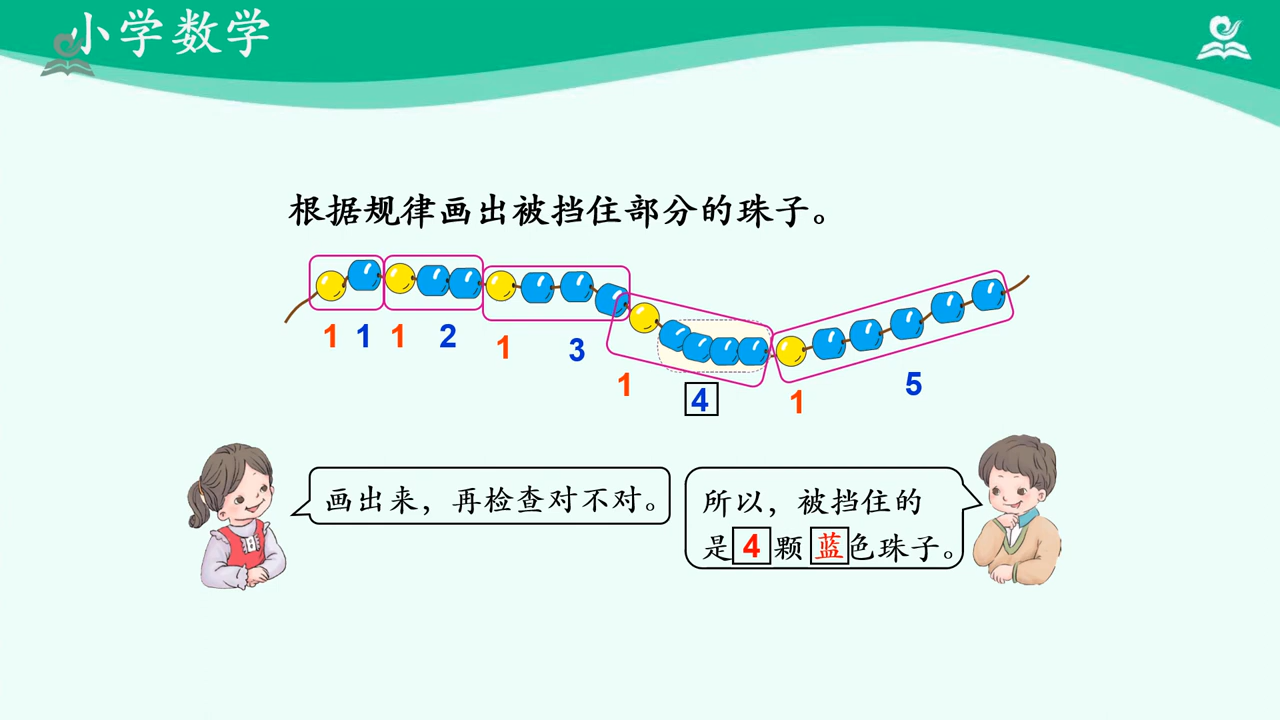 小学数学
根据规律画出被挡住部分的珠子。
1 1 1 2 1 3 1 4 1 5
画出来，再检查对不对。
所以，被挡住的
是4颗蓝色珠子。